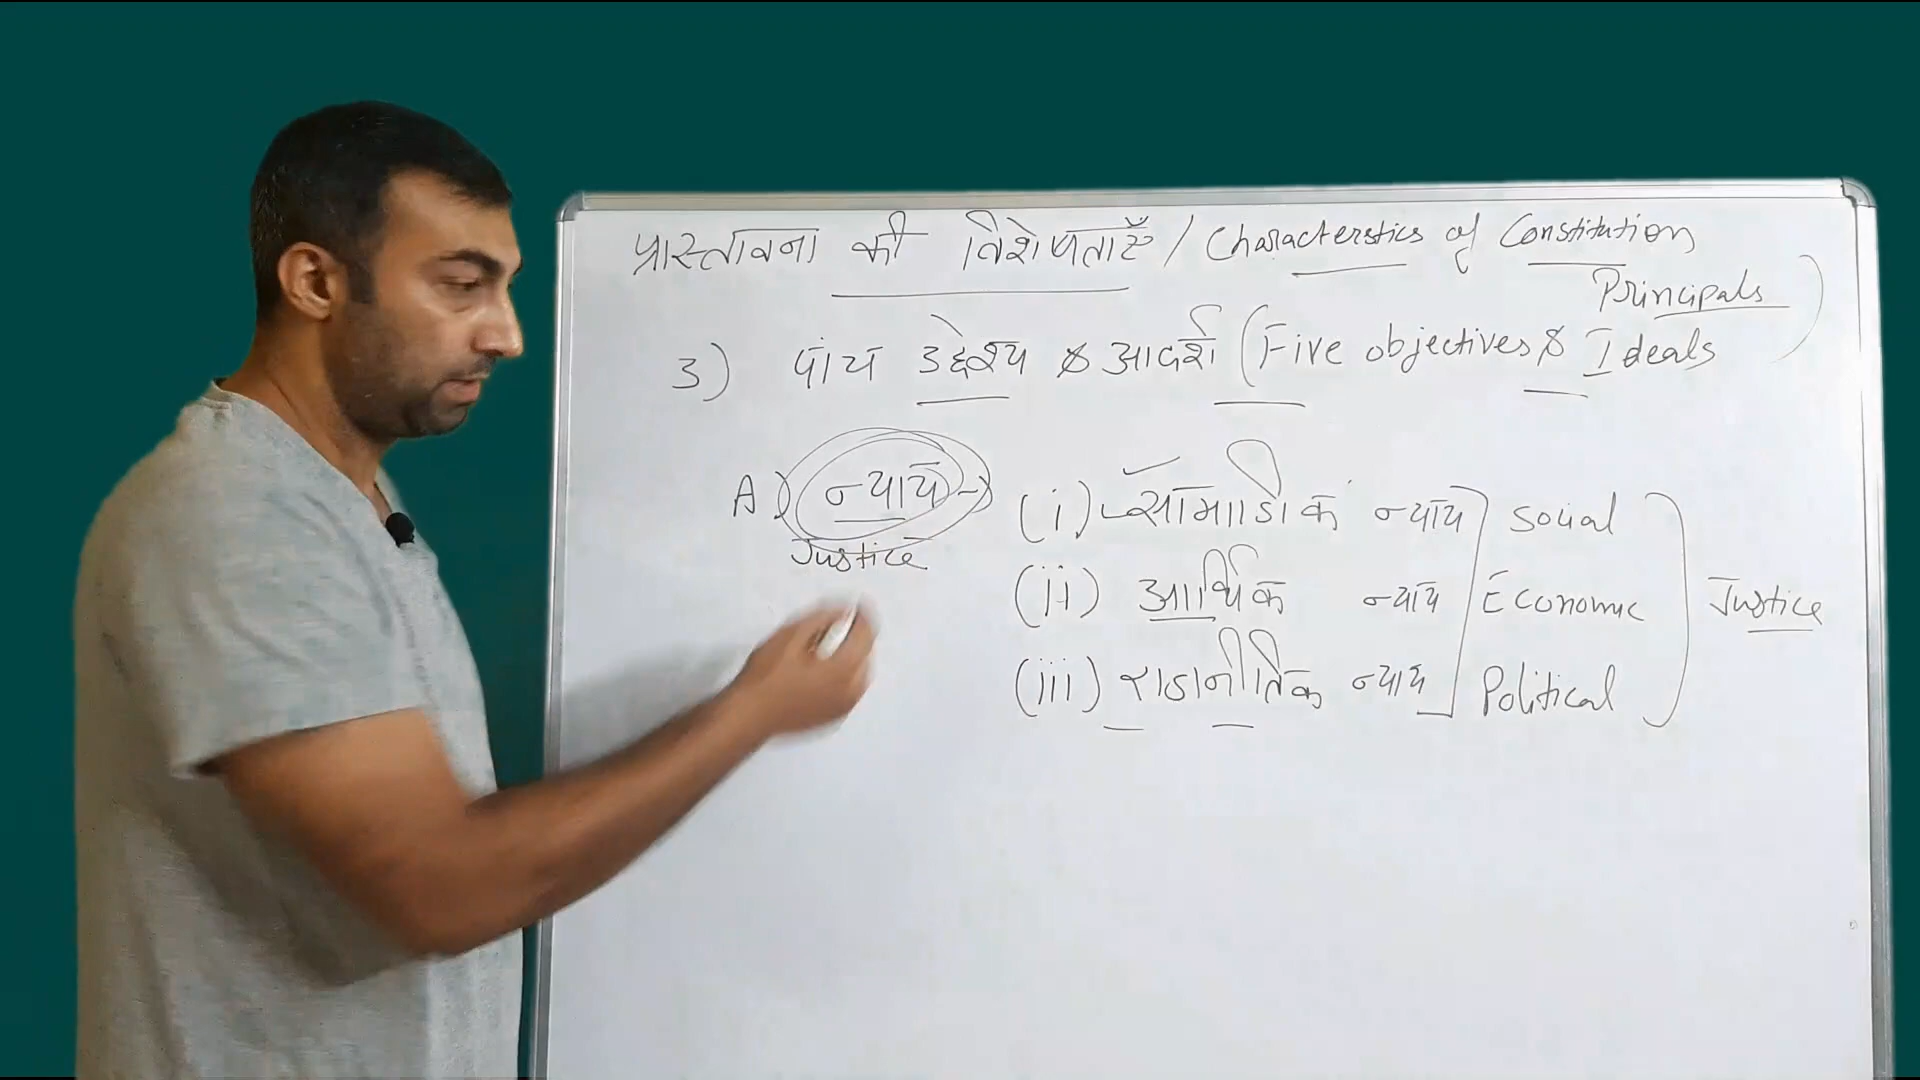 प्रास्तावना की विशेषताएँ / Characterstics of Constitution
Principals
3) पांच उद्देश्य & आदर्श (Five objectives & Ideals)
A) न्याय → (i) सामाजिक न्याय Social
Justice
(ii) आर्थिक न्याय Economic Justice
(iii) राजनीतिक न्याय Political